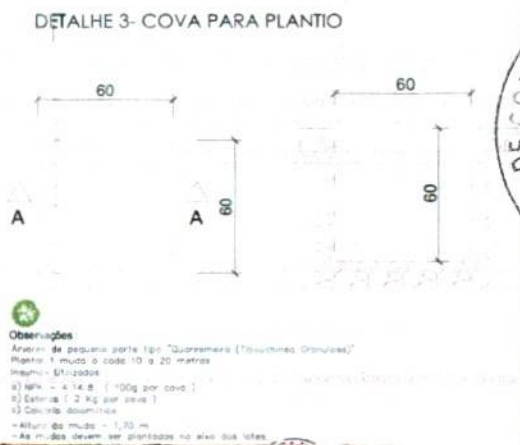 DETALHE 3- COVA PARA PLANTIO
60
60
A
A
60
60
Observações
Árvores de pequeno porte tipo "Quaresmeira (Tibouchinea Granulosa)"
Plantar 1 muda a cada 10 a 20 metros
Insumos Utilizados
a) NPK - 4.14.8 ( 100g por cova )
b) Esterco ( 2 Kg por cova )
c) Calcário dolomítico
-Altura da muda - 1,70 m
-As mudas devem ser plantadas no eixo dos lotes